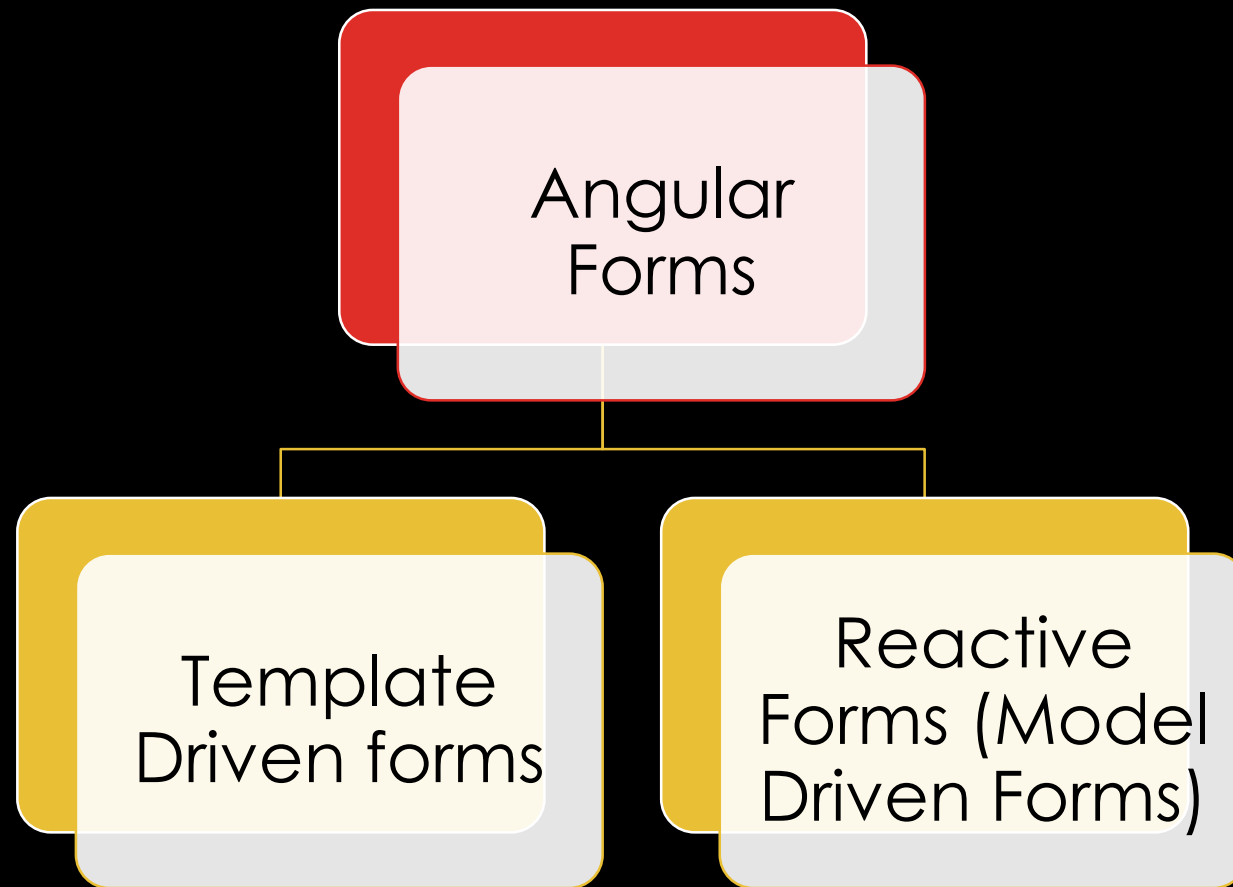 Angular
Forms
Template
Driven forms
Reactive
Forms (Model
Driven Forms)